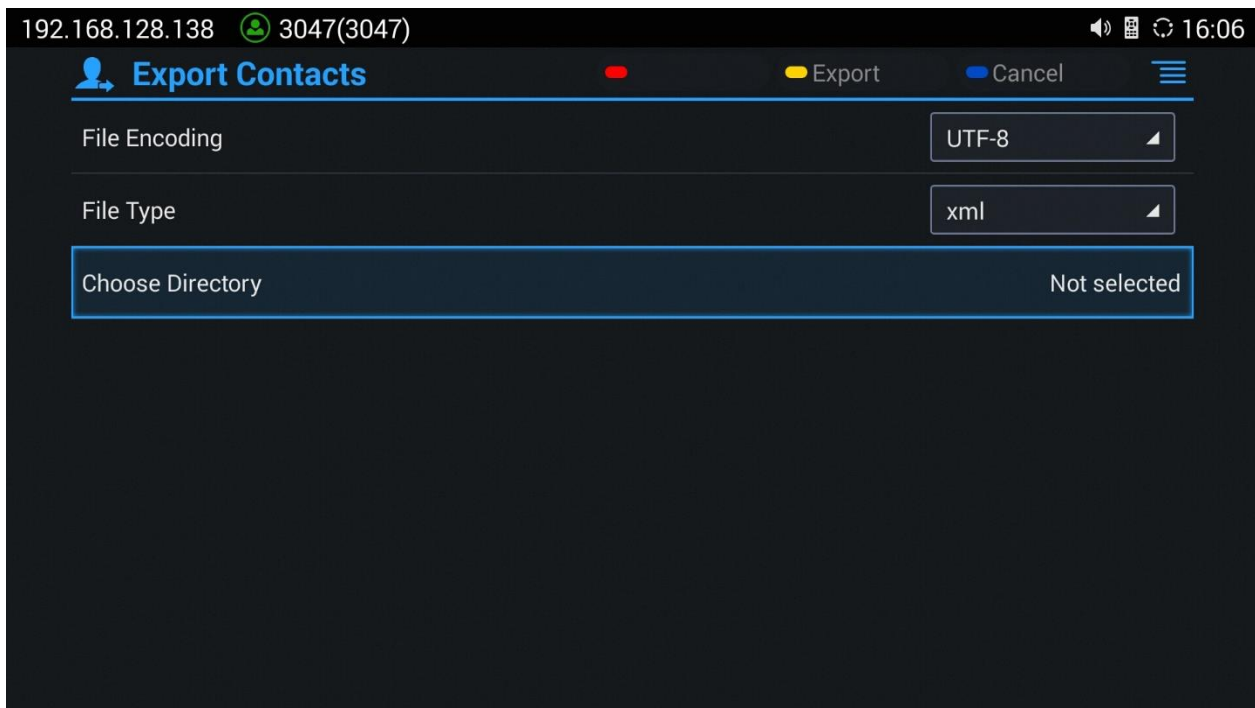 192.168.128.138 3047(3047) 16:06
Export Contacts Export Cancel
File Encoding UTF-8
File Type xml
Choose Directory Not selected